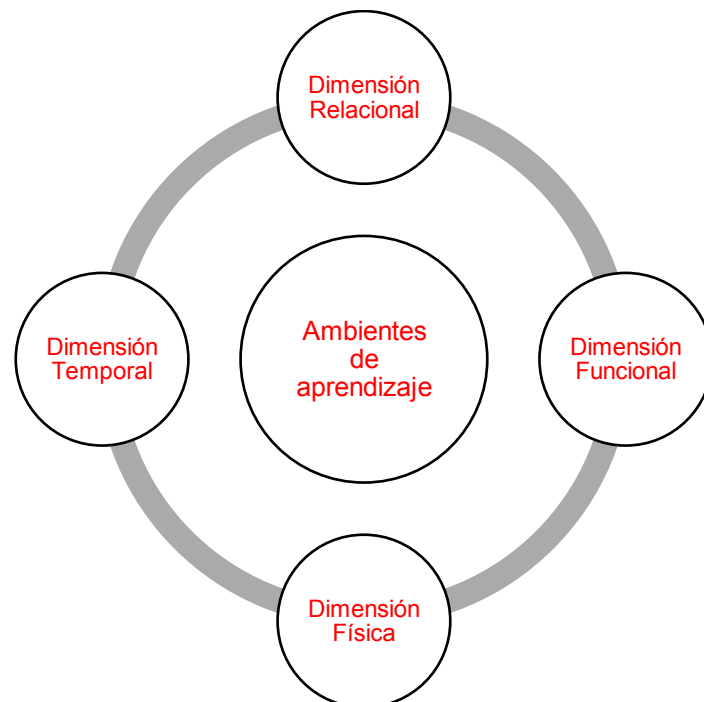 Dimensión
Relacional
Dimensión
Temporal
Ambientes
de
aprendizaje
Dimensión
Funcional
Dimensión
Física